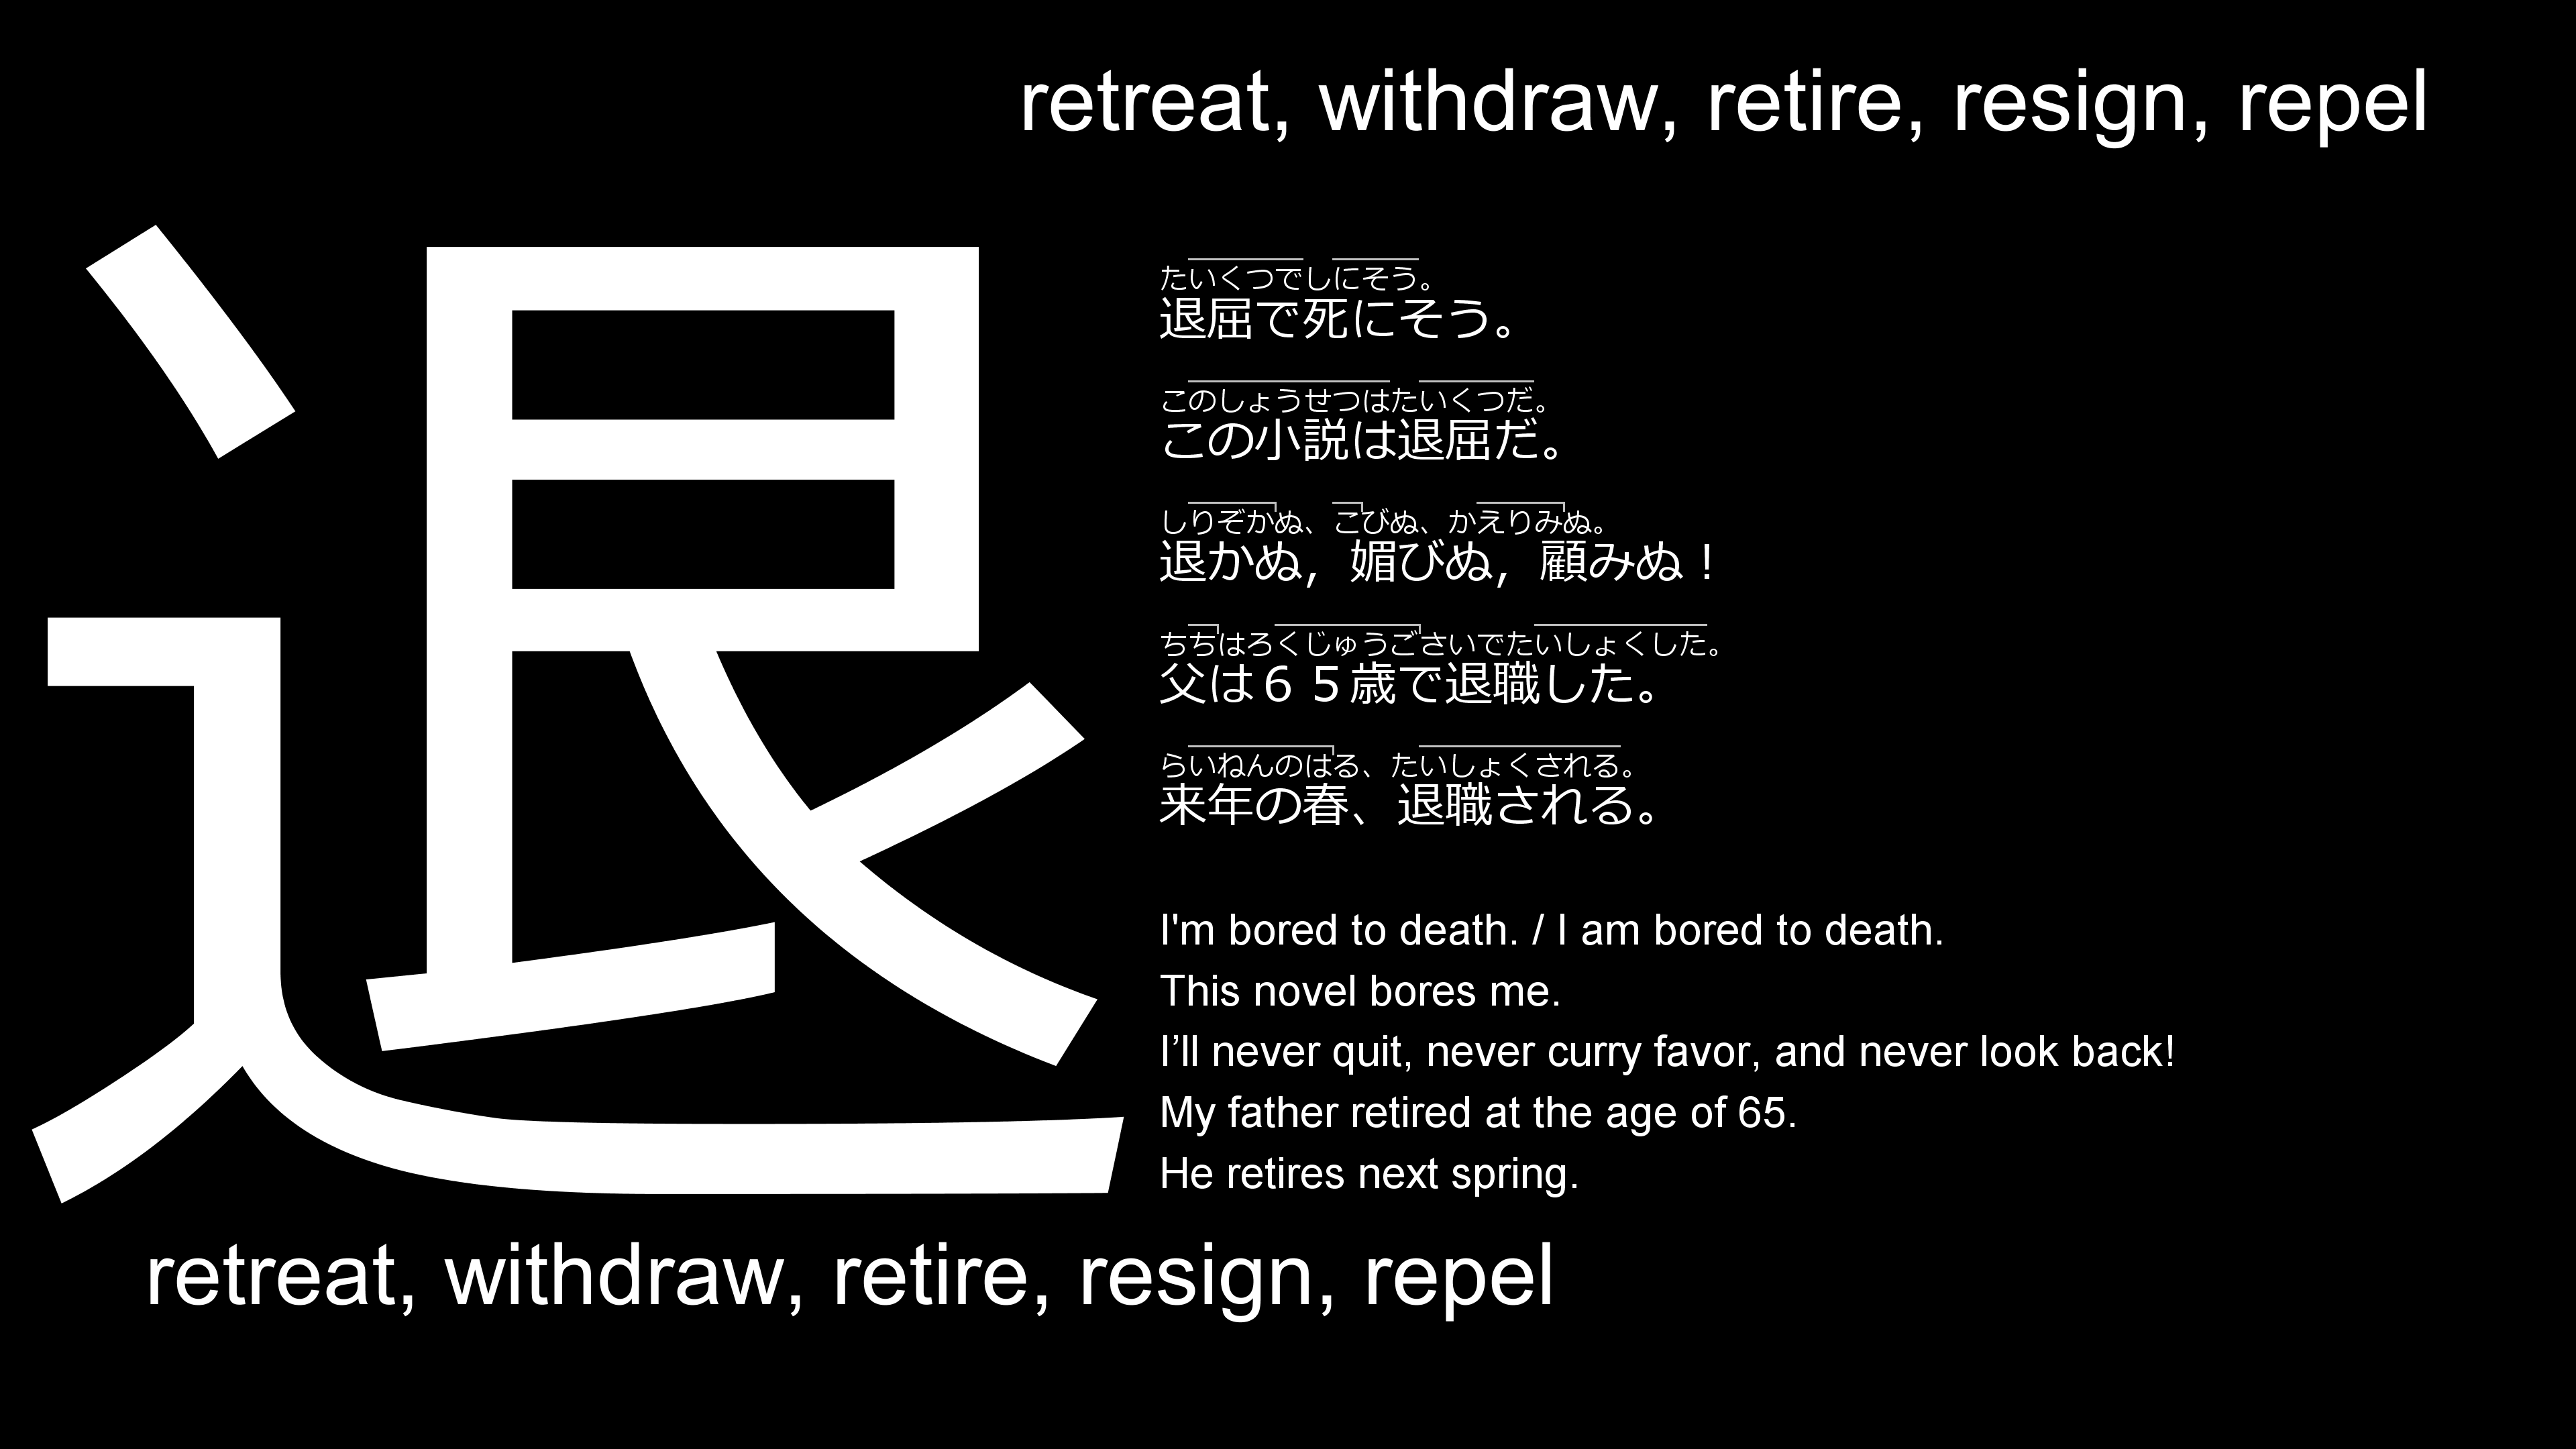 retreat, withdraw, retire, resign, repel
退
たいくつでしにそう。
退屈で死にそう。
このしょうせつはたいくつだ。
この小説は退屈だ。
しりぞかぬ、こびぬ、かえりみぬ。
退かぬ，媚びぬ，顧みぬ！
ちちはろくじゅうごさいでたいしょくした。
父は６５歳で退職した。
らいねんのはる、たいしょくされる。
来年の春、退職される。
I'm bored to death. / I am bored to death.
This novel bores me.
I’ll never quit, never curry favor, and never look back!
My father retired at the age of 65.
He retires next spring.
retreat, withdraw, retire, resign, repel